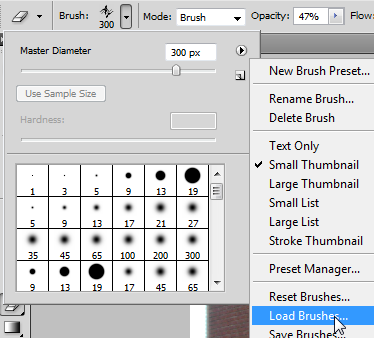 Brush: 300 Mode: Brush Opacity: 47% Flow:
Master Diameter 300 px
Use Sample Size
Hardness:
1 3 5 9 13 19
5 9 13 17 21 27
35 45 65 100 200 300
9 13 19 17 45 65
New Brush Preset...
Rename Brush...
Delete Brush
Text Only
Small Thumbnail
Large Thumbnail
Small List
Large List
Stroke Thumbnail
Preset Manager...
Reset Brushes...
Load Brushes...
Save Brushes...